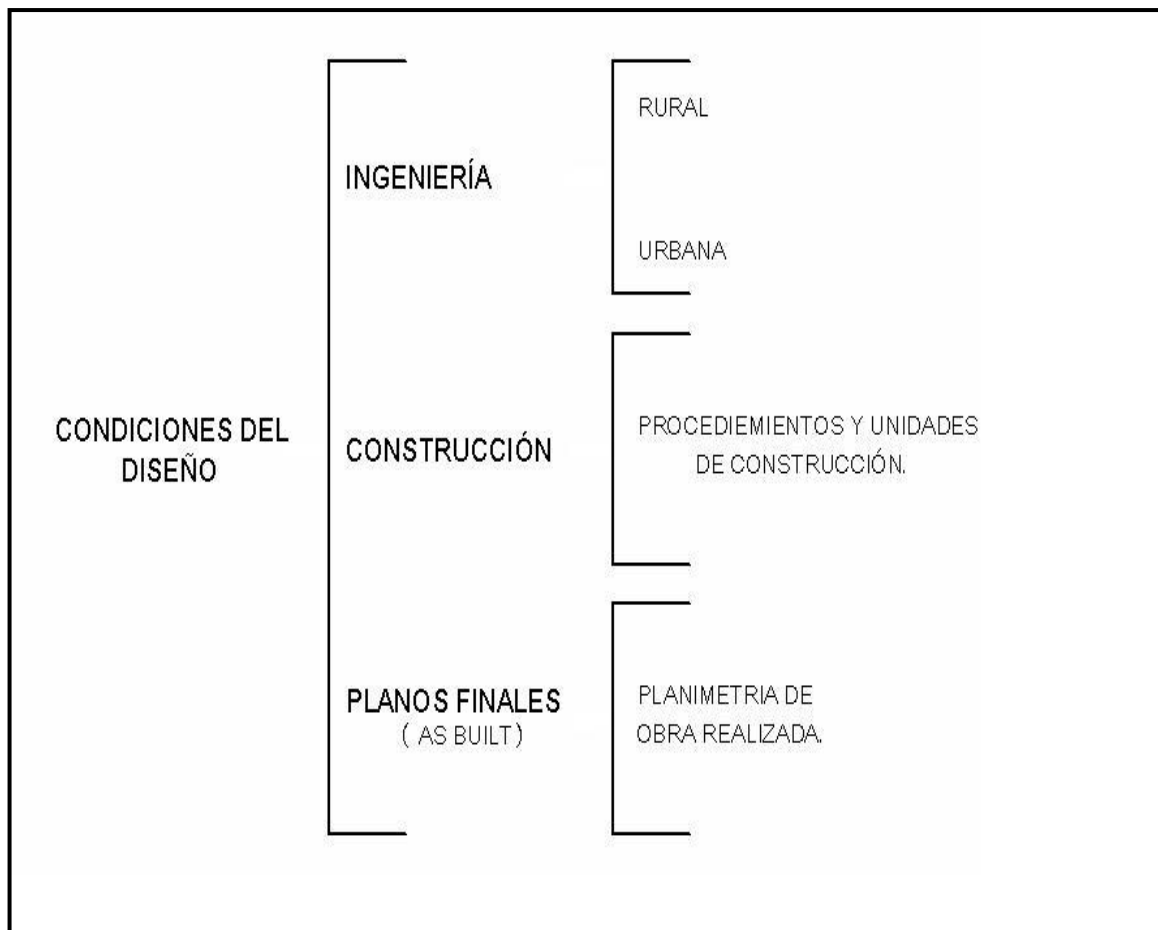 CONDICIONES DEL
DISEÑO
INGENIERÍA
RURAL
URBANA
CONSTRUCCIÓN
PROCEDIEMIENTOS Y UNIDADES
DE CONSTRUCCIÓN.
PLANOS FINALES
( AS BUILT )
PLANIMETRIA DE
OBRA REALIZADA.